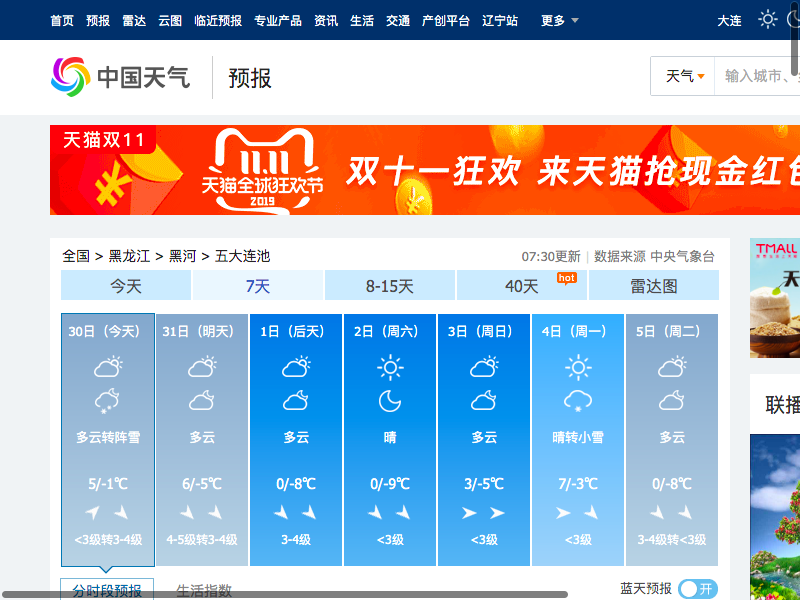 首页 预报 雷达 云图 临近预报 专业产品 资讯 生活 交通 产创平台 辽宁站 更多 大连
中国天气 预报 天气 输入城市、
天猫双11
天猫全球狂欢节
2019
双十一狂欢 来天猫抢现金红包
全国 > 黑龙江 > 黑河 > 五大连池 07:30更新 | 数据来源 中央气象台
TMALL
天
今天 7天 8-15天 40天 hot 雷达图
30日（今天） 31日（明天） 1日（后天） 2日（周六） 3日（周日） 4日（周一） 5日（周二）
多云转阵雪 多云 多云 晴 多云 晴转小雪 多云
5/-1℃ 6/-5℃ 0/-8℃ 0/-9℃ 3/-5℃ 7/-3℃ 0/-8℃
<3级转3-4级 4-5级转3-4级 3-4级 <3级 <3级 <3级 3-4级转<3级
联播
分时段预报 生活指数 蓝天预报 开